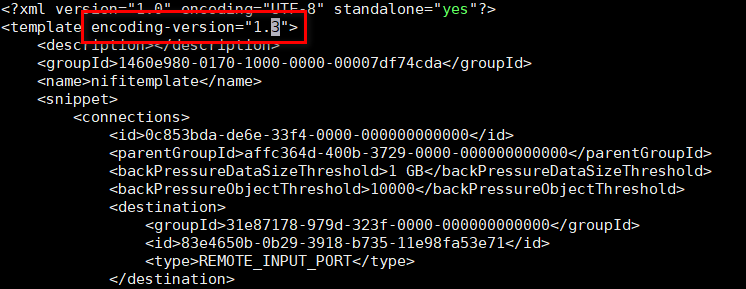 <?xml version="1.0" encoding="UTF-8" standalone="yes"?>
<template encoding-version="1.3">
<description></description>
<groupId>1460e980-0170-1000-0000-00007df74cda</groupId>
<name>nifitemplate</name>
<snippet>
<connections>
<id>0c853bda-de6e-33f4-0000-000000000000</id>
<parentGroupId>affc364d-400b-3729-0000-000000000000</parentGroupId>
<backPressureDataSizeThreshold>1 GB</backPressureDataSizeThreshold>
<backPressureObjectThreshold>10000</backPressureObjectThreshold>
<destination>
<groupId>31e87178-979d-323f-0000-000000000000</groupId>
<id>83e4650b-0b29-3918-b735-11e98fa53e71</id>
<type>REMOTE_INPUT_PORT</type>
</destination>